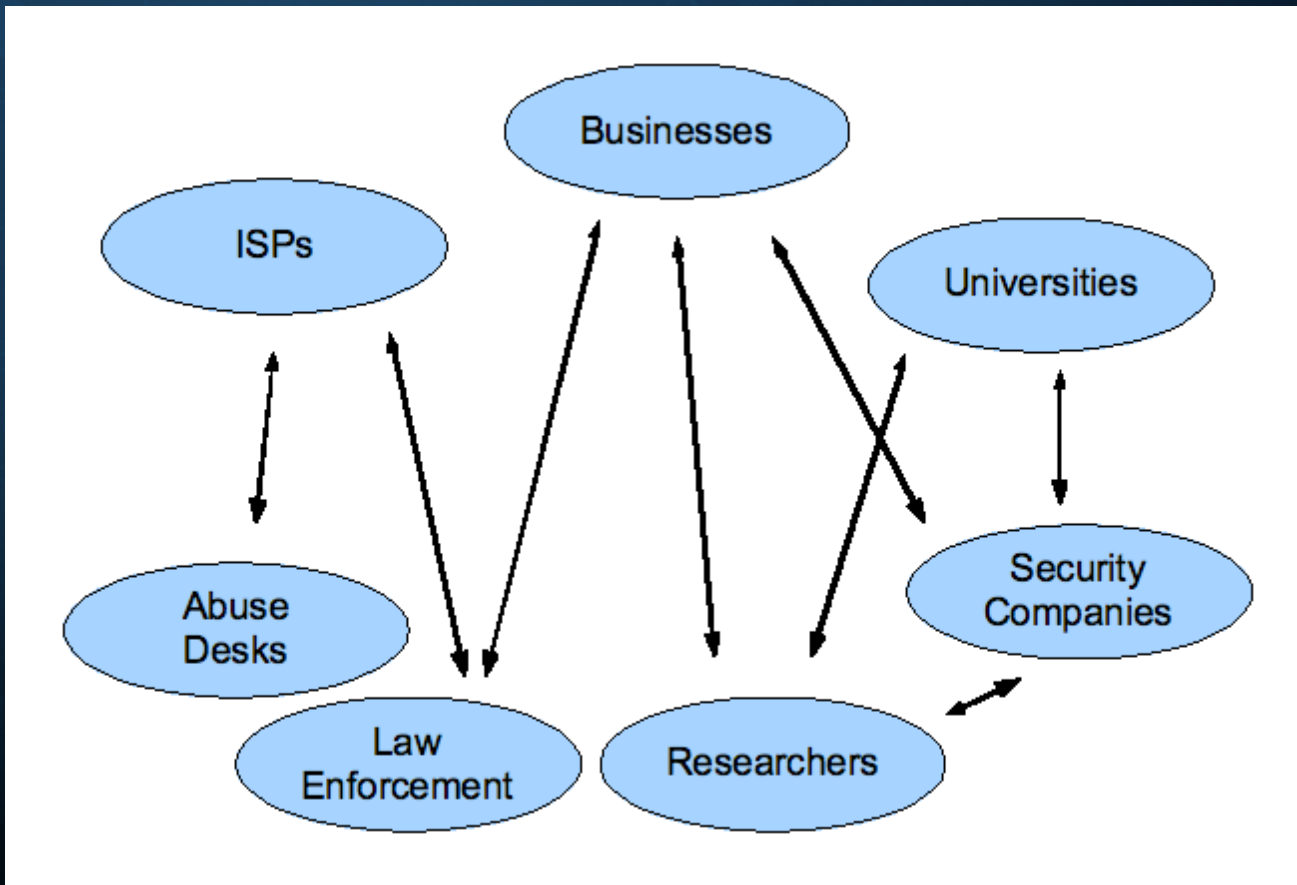 Businesses
ISPs
Universities
Security
Companies
Abuse
Desks
Law
Enforcement
Researchers